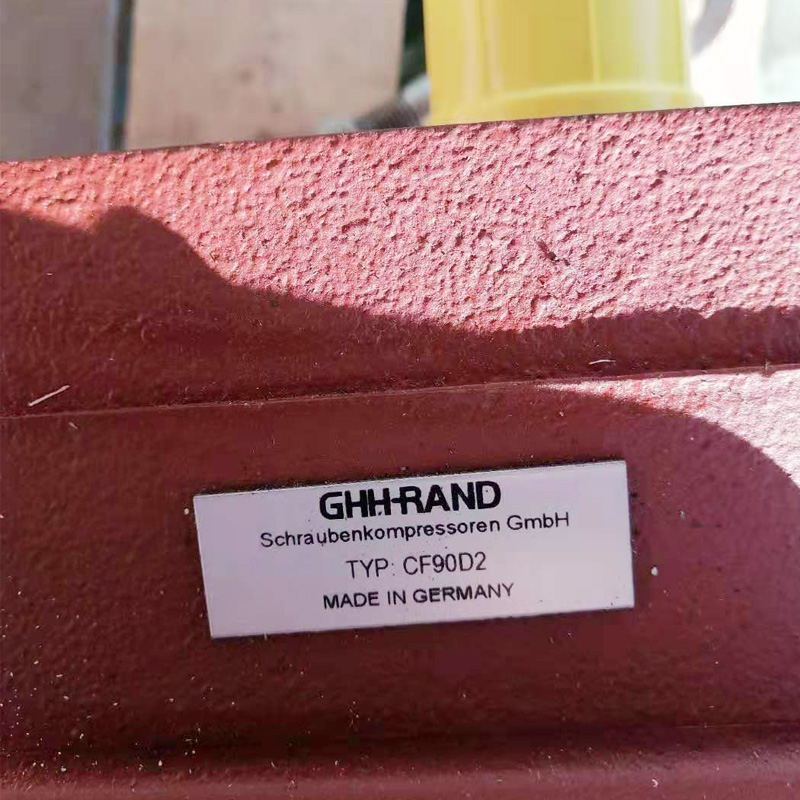 GHH-RAND
Schraubenkompressoren GmbH
TYP: CF90D2
MADE IN GERMANY